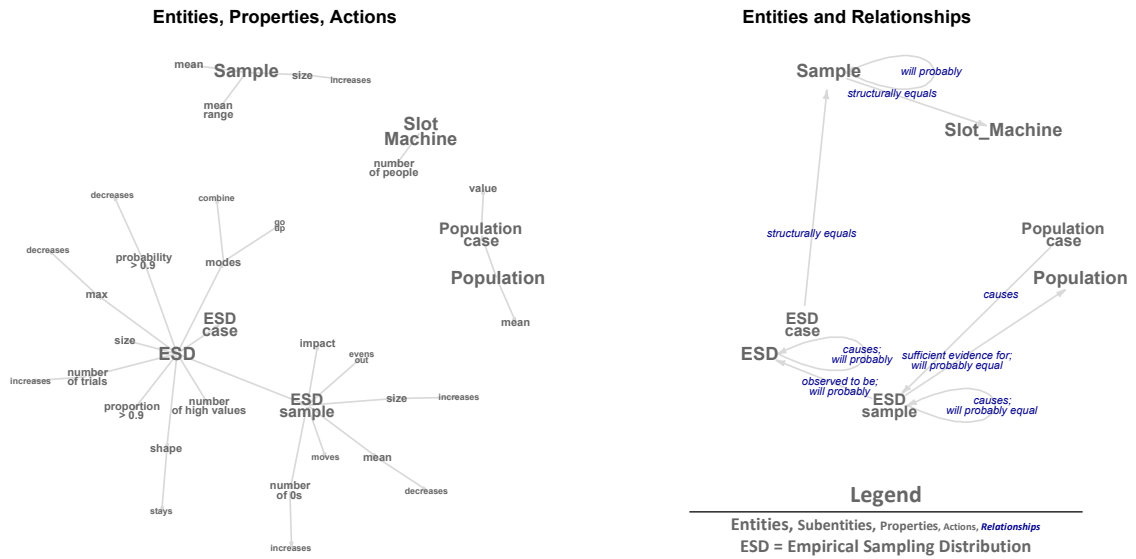 Entities, Properties, Actions
mean
Sample
size
increases
mean
range
Slot
Machine
number
of people
value
decreases
combine
go
up
Population
case
decreases
probability
> 0.9
modes
Population
max
ESD
case
mean
size
impact
ESD
evens
out
number
of trials
increases
proportion
> 0.9
number
of high values
ESD
sample
size
increases
shape
moves
mean
number
of 0s
decreases
stays
increases
Entities and Relationships
Sample
will probably
structurally equals
Slot_Machine
structurally equals
Population
case
Population
causes
ESD
case
ESD
causes;
will probably
sufficient evidence for;
will probably equal
observed to be;
will probably
ESD
sample
causes;
will probably equal
Legend
Entities, Subentities, Properties, Actions, Relationships
ESD = Empirical Sampling Distribution